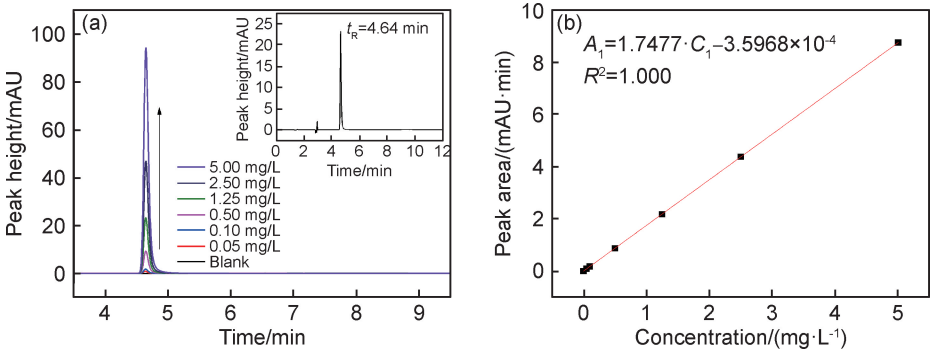 (a)
Peak height/mAU
100
80
60
40
20
0
4
5
6
7
8
9
Time/min
5.00 mg/L
2.50 mg/L
1.25 mg/L
0.50 mg/L
0.10 mg/L
0.05 mg/L
Blank
tR=4.64 min
Peak height/mAU
25
20
15
10
5
0
0
2
4
6
8
10
12
Time/min
(b)
A1=1.7477·C1−3.5968×10-4
R2=1.000
Peak area/(mAU·min)
10
8
6
4
2
0
0
1
2
3
4
5
Concentration/(mg·L-1)